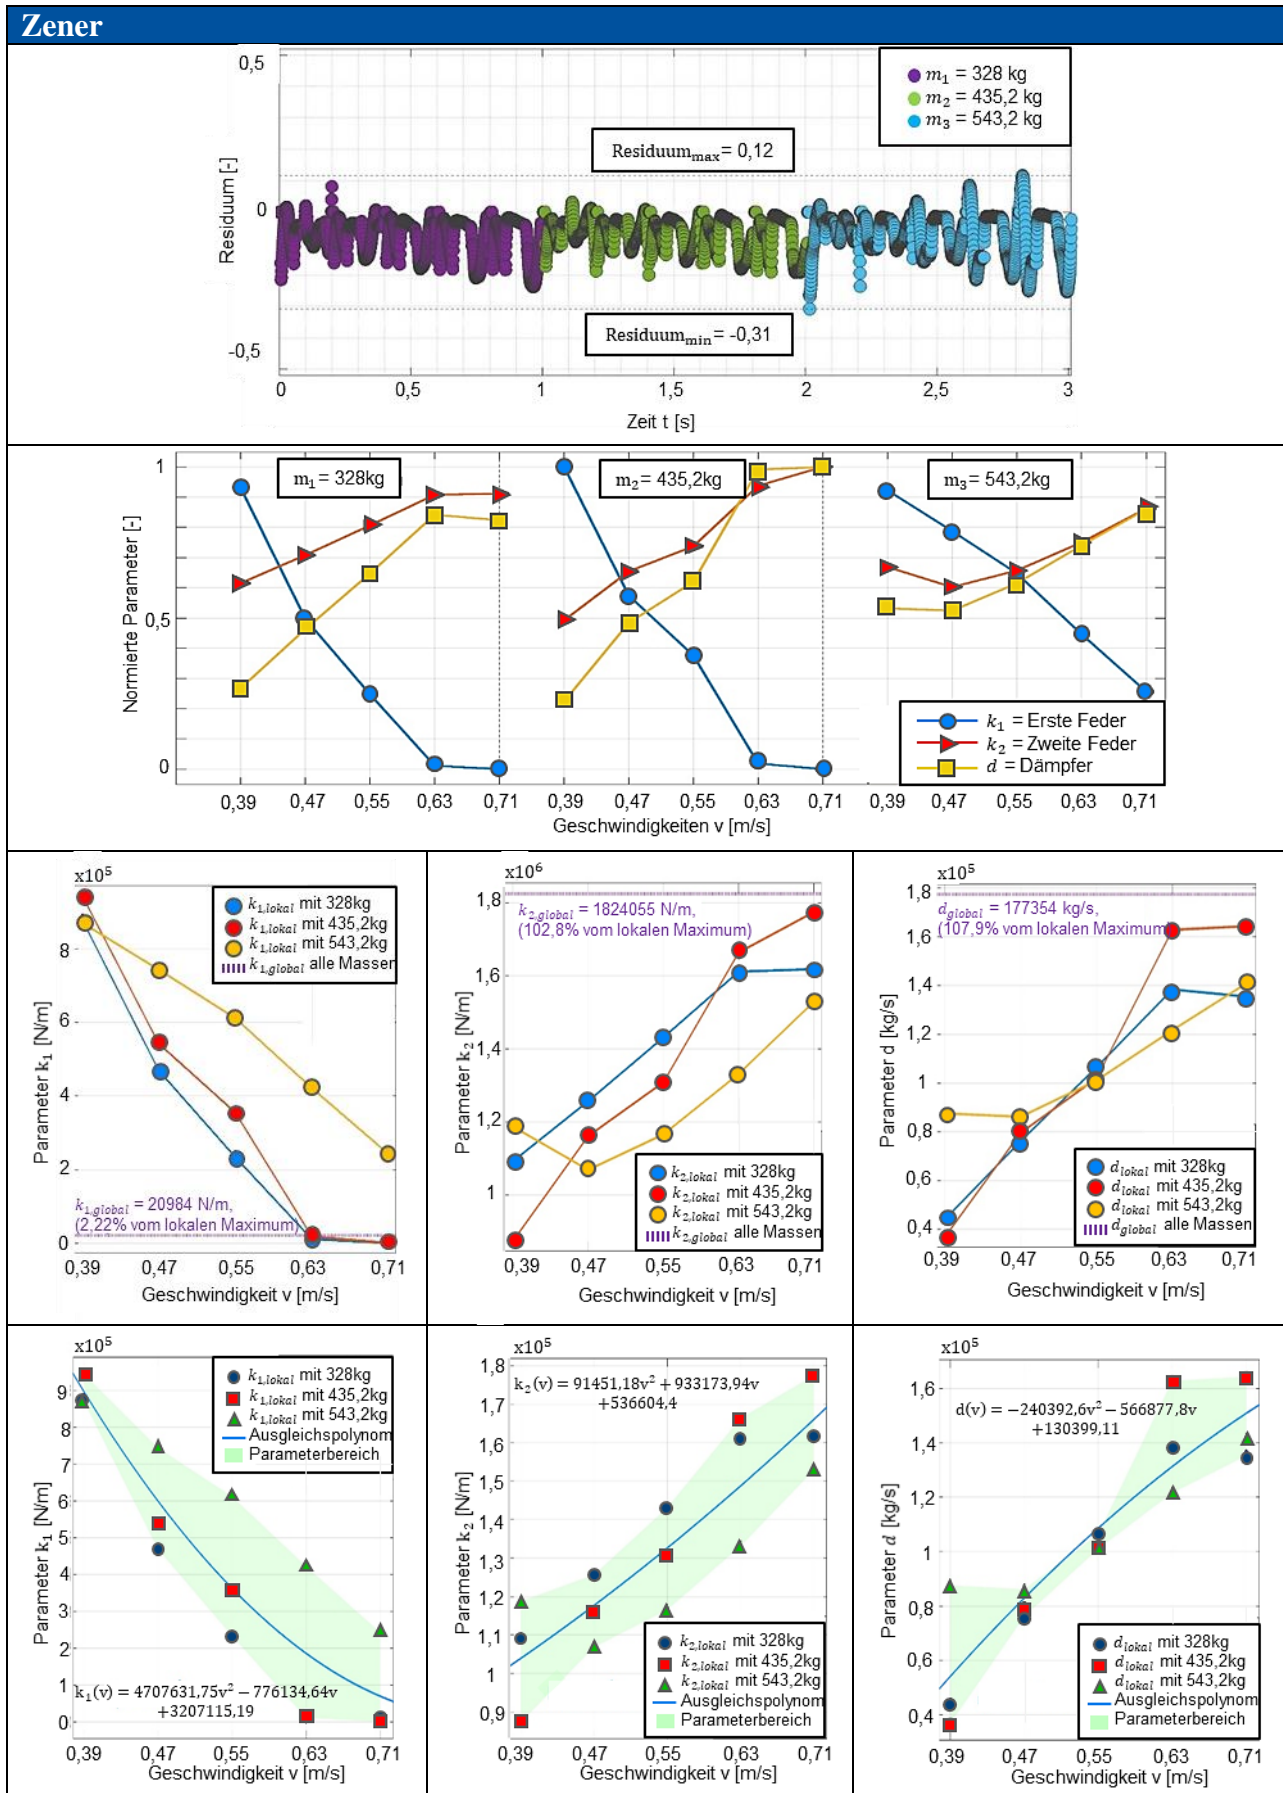 Zener
0,5
0
-0,5
Residuum [-]
m₁ = 328 kg
m₂ = 435,2 kg
m₃ = 543,2 kg
Residuum_max = 0,12
Residuum_min = -0,31
0 0,5 1 1,5 2 2,5 3
Zeit t [s]
1
0,5
0
Normierte Parameter [-]
m₁ = 328kg
m₂ = 435,2kg
m₃ = 543,2kg
k₁ = Erste Feder
k₂ = Zweite Feder
d = Dämpfer
0,39 0,47 0,55 0,63 0,71 0,39 0,47 0,55 0,63 0,71 0,39 0,47 0,55 0,63 0,71
Geschwindigkeiten v [m/s]
x10⁵
8
6
4
2
0
Parameter k₁ [N/m]
k₁,lokal mit 328kg
k₁,lokal mit 435,2kg
k₁,lokal mit 543,2kg
k₁,global alle Massen
k₁,global = 20984 N/m,
(2,22% vom lokalen Maximum)
0,39 0,47 0,55 0,63 0,71
Geschwindigkeit v [m/s]
x10⁶
1,8
1,6
1,4
1,2
1
Parameter k₂ [N/m]
k₂,global = 1824055 N/m,
(102,8% vom lokalen Maximum)
k₂,lokal mit 328kg
k₂,lokal mit 435,2kg
k₂,lokal mit 543,2kg
k₂,global alle Massen
0,39 0,47 0,55 0,63 0,71
Geschwindigkeit v [m/s]
x10⁵
1,8
1,6
1,4
1,2
1
0,8
0,6
0,4
Parameter d [kg/s]
d_global = 177354 kg/s,
(107,9% vom lokalen Maximum)
d_lokal mit 328kg
d_lokal mit 435,2kg
d_lokal mit 543,2kg
d_global alle Massen
0,39 0,47 0,55 0,63 0,71
Geschwindigkeit v [m/s]
x10⁵
9
8
7
6
5
4
3
2
1
0
Parameter k₁ [N/m]
k₁,lokal mit 328kg
k₁,lokal mit 435,2kg
k₁,lokal mit 543,2kg
Ausgleichspolynom
Parameterbereich
k₁(v) = 4707631,75v² − 776134,64v
+3207115,19
0,39 0,47 0,55 0,63 0,71
Geschwindigkeit v [m/s]
x10⁵
1,8
1,7
1,6
1,5
1,4
1,3
1,2
1,1
1
0,9
Parameter k₂ [N/m]
k₂(v) = 91451,18v² + 933173,94v
+536604,4
k₂,lokal mit 328kg
k₂,lokal mit 435,2kg
k₂,lokal mit 543,2kg
Ausgleichspolynom
Parameterbereich
0,39 0,47 0,55 0,63 0,71
Geschwindigkeit v [m/s]
x10⁵
1,6
1,4
1,2
1
0,8
0,4
Parameter d [kg/s]
d(v) = −240392,6v² − 566877,8v
+130399,11
d_lokal mit 328kg
d_lokal mit 435,2kg
d_lokal mit 543,2kg
Ausgleichspolynom
Parameterbereich
0,39 0,47 0,55 0,63 0,71
Geschwindigkeit v [m/s]